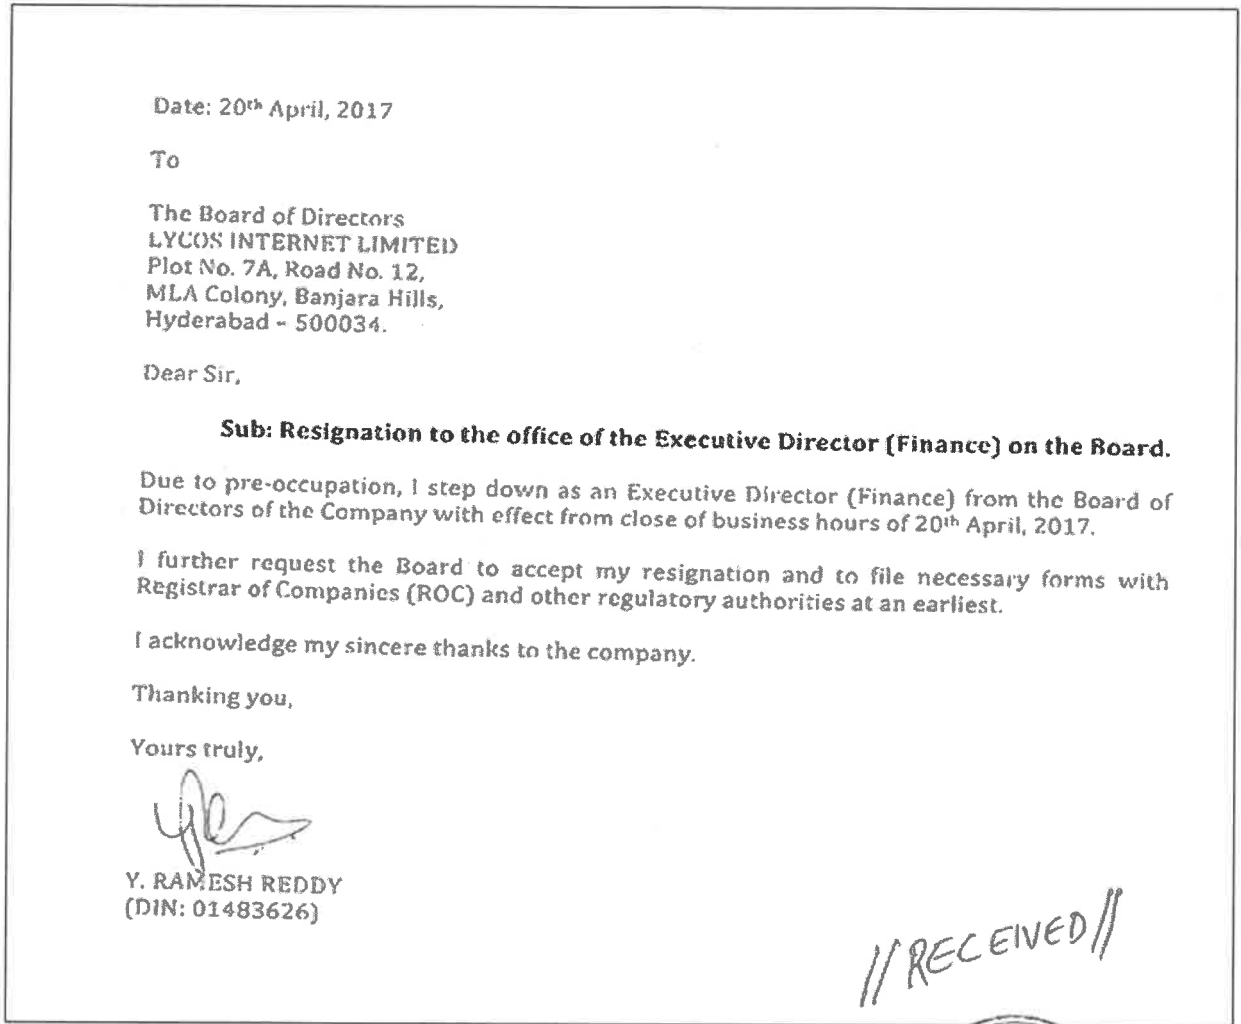 Date: 20th April, 2017
To
The Board of Directors
LYCOS INTERNET LIMITED
Plot No. 7A, Road No. 12,
MLA Colony, Banjara Hills,
Hyderabad - 500034.
Dear Sir,
Sub: Resignation to the office of the Executive Director (Finance) on the Board.
Due to pre-occupation, I step down as an Executive Director (Finance) from the Board of
Directors of the Company with effect from close of business hours of 20th April, 2017.
I further request the Board to accept my resignation and to file necessary forms with
Registrar of Companies (ROC) and other regulatory authorities at an earliest.
I acknowledge my sincere thanks to the company.
Thanking you,
Yours truly,
Y. RAMESH REDDY
(DIN: 01483626)
//RECEIVED//